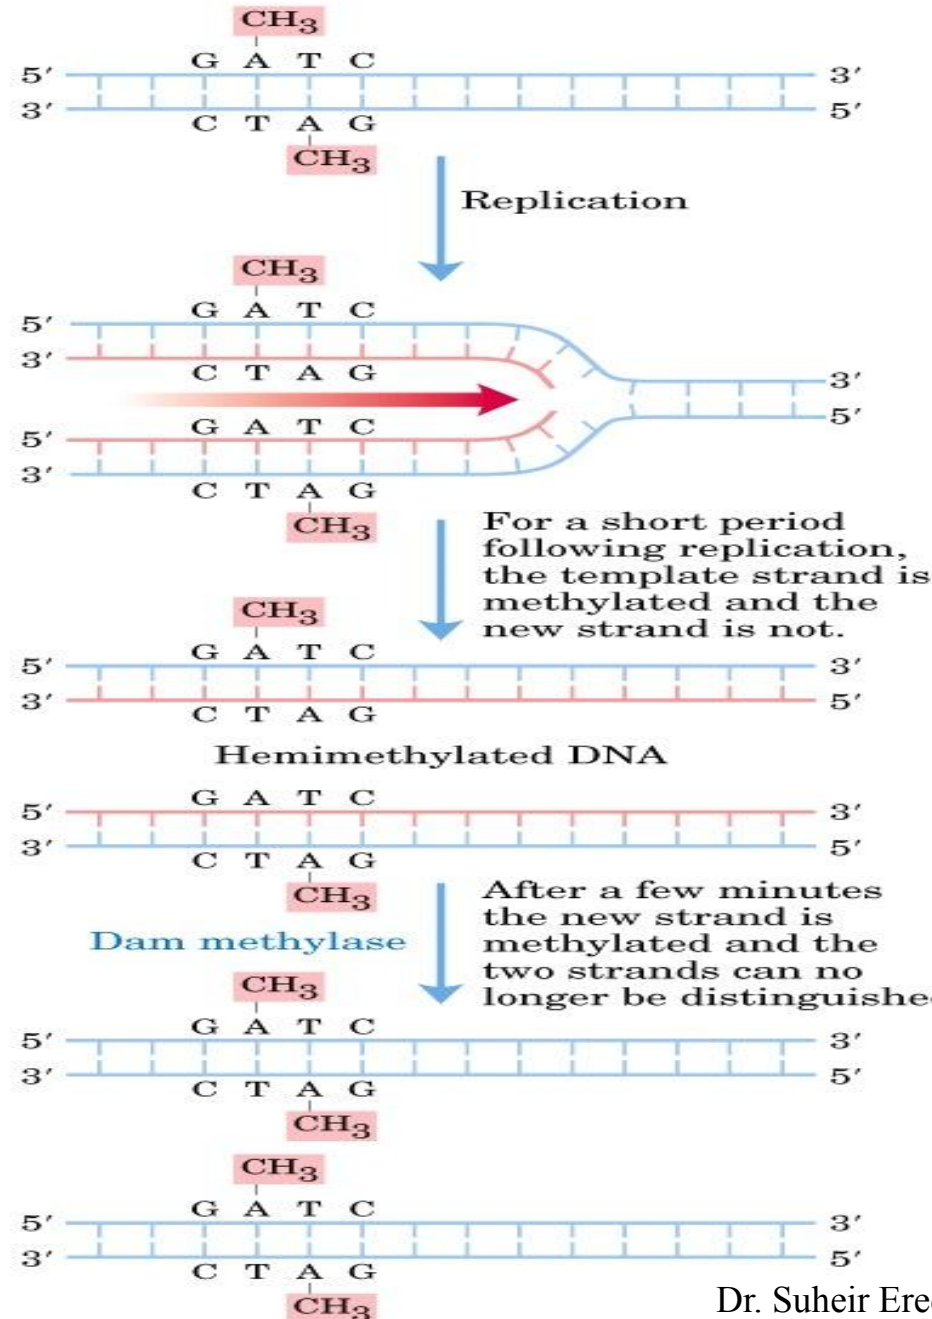 CH3
G A T C
5′ 3′
3′ 5′
C T A G
CH3
Replication
CH3
G A T C
5′
3′
C T A G
3′
5′
G A T C
5′
3′
C T A G
CH3
For a short period
following replication,
the template strand is
methylated and the
new strand is not.
CH3
G A T C
5′ 3′
3′ 5′
C T A G
Hemimethylated DNA
G A T C
5′ 3′
3′ 5′
C T A G
CH3
After a few minutes
the new strand is
methylated and the
two strands can no
longer be distinguishe
Dam methylase
CH3
G A T C
5′ 3′
3′ 5′
C T A G
CH3
CH3
G A T C
5′ 3′
3′ 5′
C T A G
CH3
Dr. Suheir Ere